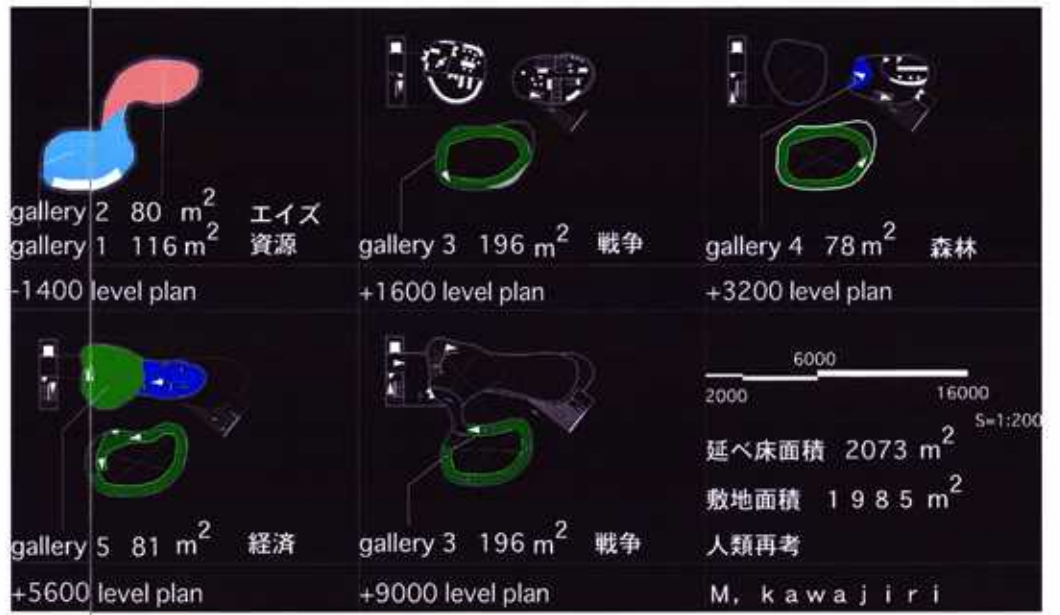 gallery 2 80 m2 エイズ
gallery 1 116 m2 資源
-1400 level plan
gallery 3 196 m2 戦争
+1600 level plan
gallery 4 78 m2 森林
+3200 level plan
gallery 5 81 m2 経済
+5600 level plan
gallery 3 196 m2 戦争
+9000 level plan
6000
2000 16000
S=1:200
延べ床面積 2073 m2
敷地面積 1985 m2
人類再考
M, kawajiri